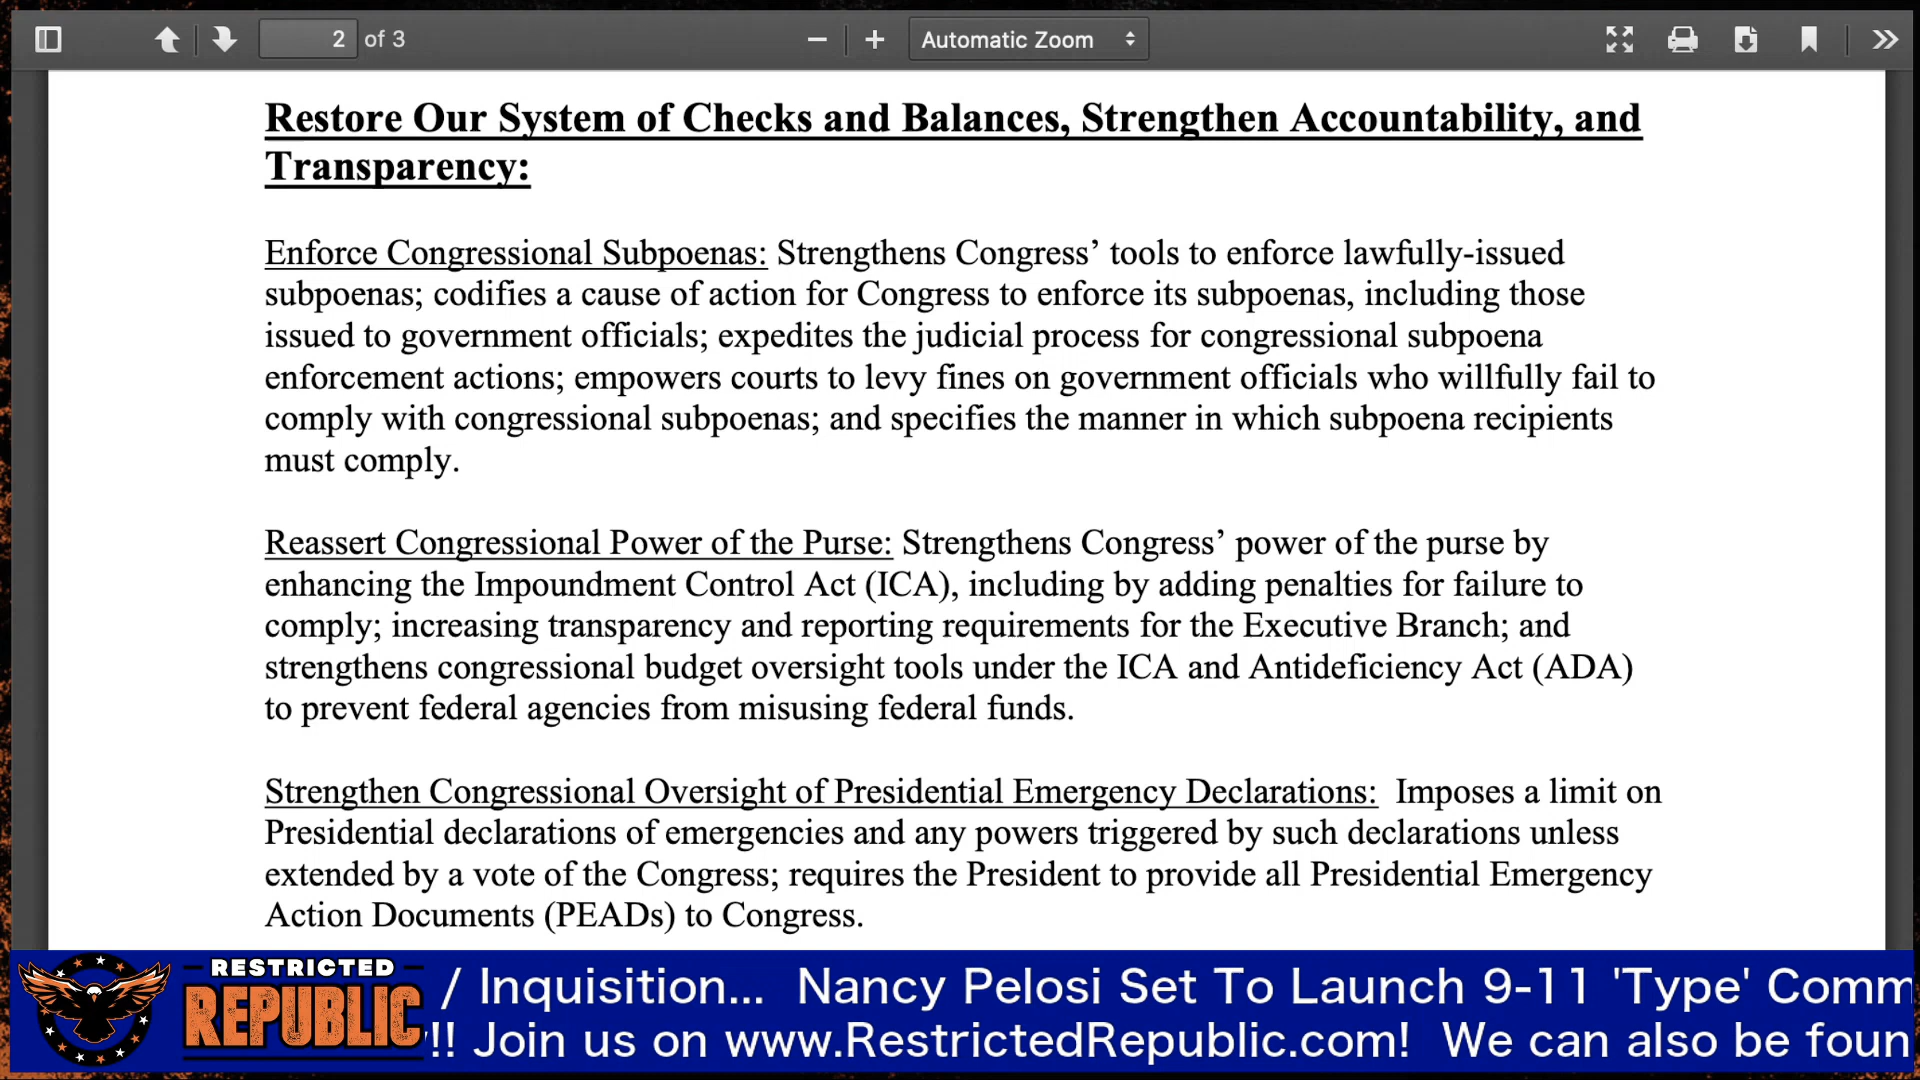 2 of 3
Automatic Zoom
Restore Our System of Checks and Balances, Strengthen Accountability, and
Transparency:
Enforce Congressional Subpoenas: Strengthens Congress’ tools to enforce lawfully-issued
subpoenas; codifies a cause of action for Congress to enforce its subpoenas, including those
issued to government officials; expedites the judicial process for congressional subpoena
enforcement actions; empowers courts to levy fines on government officials who willfully fail to
comply with congressional subpoenas; and specifies the manner in which subpoena recipients
must comply.
Reassert Congressional Power of the Purse: Strengthens Congress’ power of the purse by
enhancing the Impoundment Control Act (ICA), including by adding penalties for failure to
comply; increasing transparency and reporting requirements for the Executive Branch; and
strengthens congressional budget oversight tools under the ICA and Antideficiency Act (ADA)
to prevent federal agencies from misusing federal funds.
Strengthen Congressional Oversight of Presidential Emergency Declarations: Imposes a limit on
Presidential declarations of emergencies and any powers triggered by such declarations unless
extended by a vote of the Congress; requires the President to provide all Presidential Emergency
Action Documents (PEADs) to Congress.
RESTRICTED
REPUBLIC
/ Inquisition... Nancy Pelosi Set To Launch 9-11 'Type' Comm
!! Join us on www.RestrictedRepublic.com! We can also be foun